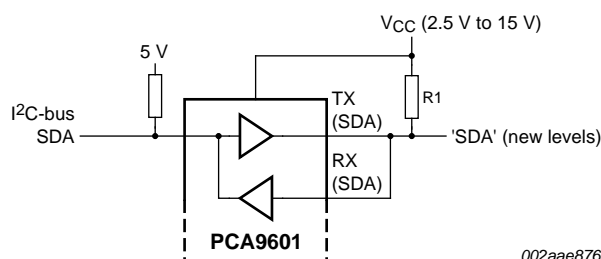 VCC (2.5 V to 15 V)
5 V
R1
TX
(SDA)
I2C-bus
SDA
'SDA' (new levels)
RX
(SDA)
PCA9601
002aae876